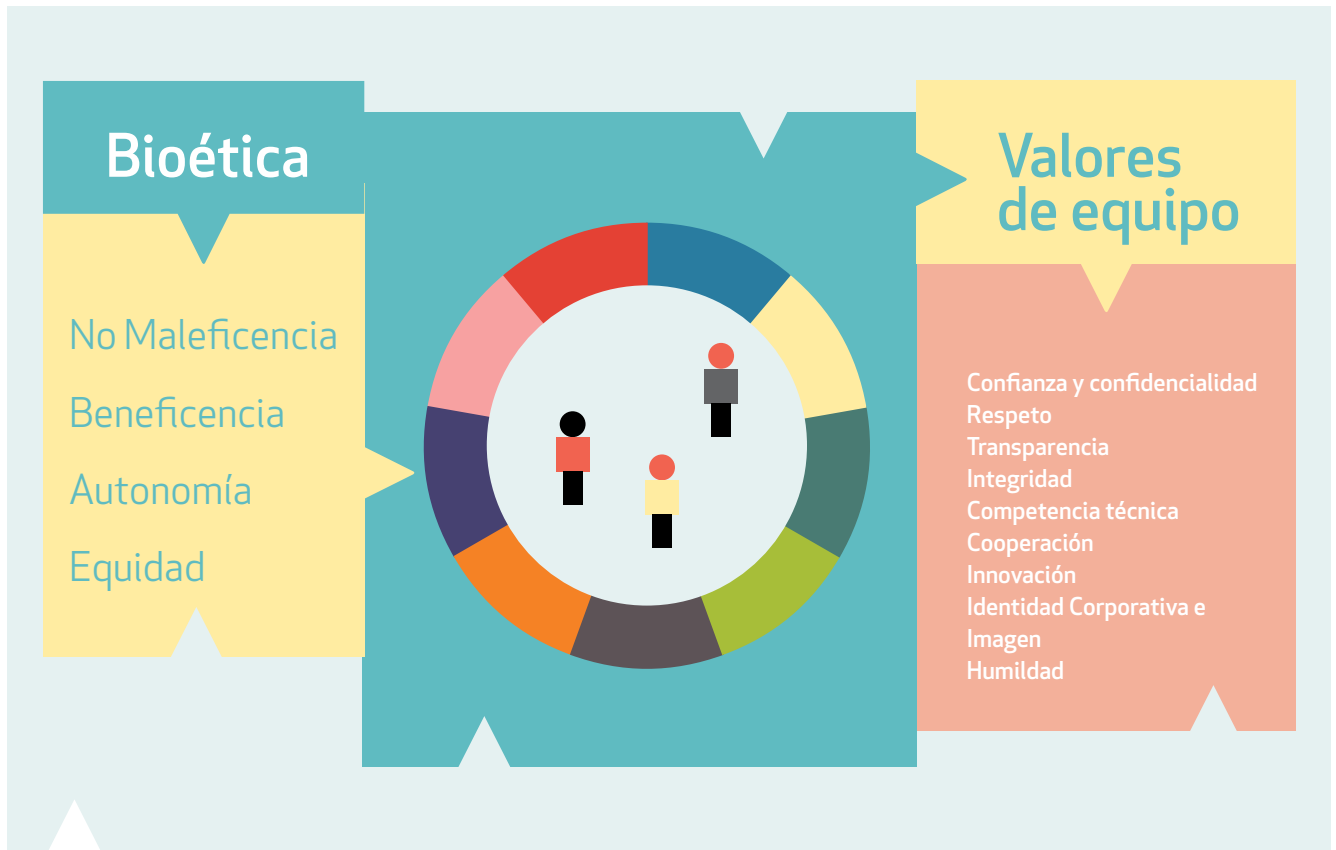 Bioética
No Maleficencia
Beneficencia
Autonomía
Equidad
Valores
de equipo
Confianza y confidencialidad
Respeto
Transparencia
Integridad
Competencia técnica
Cooperación
Innovación
Identidad Corporativa e
Imagen
Humildad